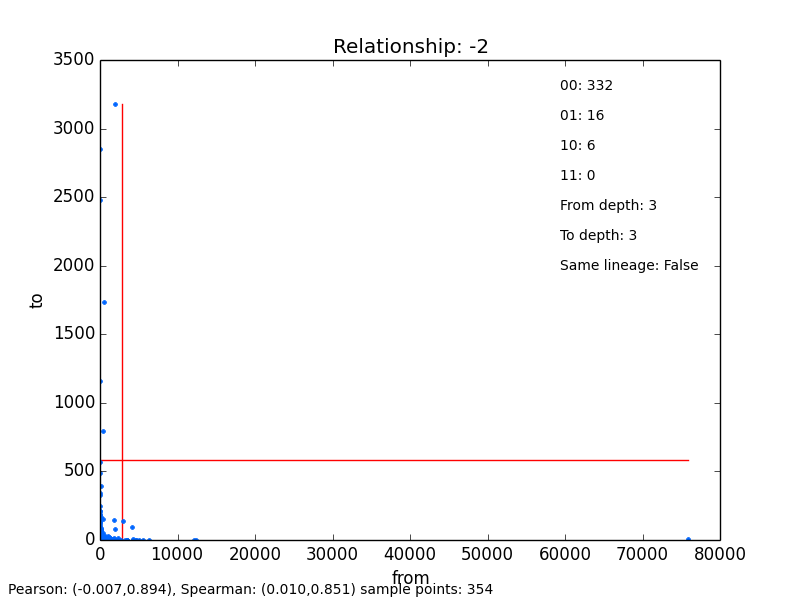 Relationship: -2
3500
3000
2500
2000
1500
1000
500
0
to
00: 332
01: 16
10: 6
11: 0
From depth: 3
To depth: 3
Same lineage: False
0 10000 20000 30000 40000 50000 60000 70000 80000
from
Pearson: (-0.007,0.894), Spearman: (0.010,0.851) sample points: 354